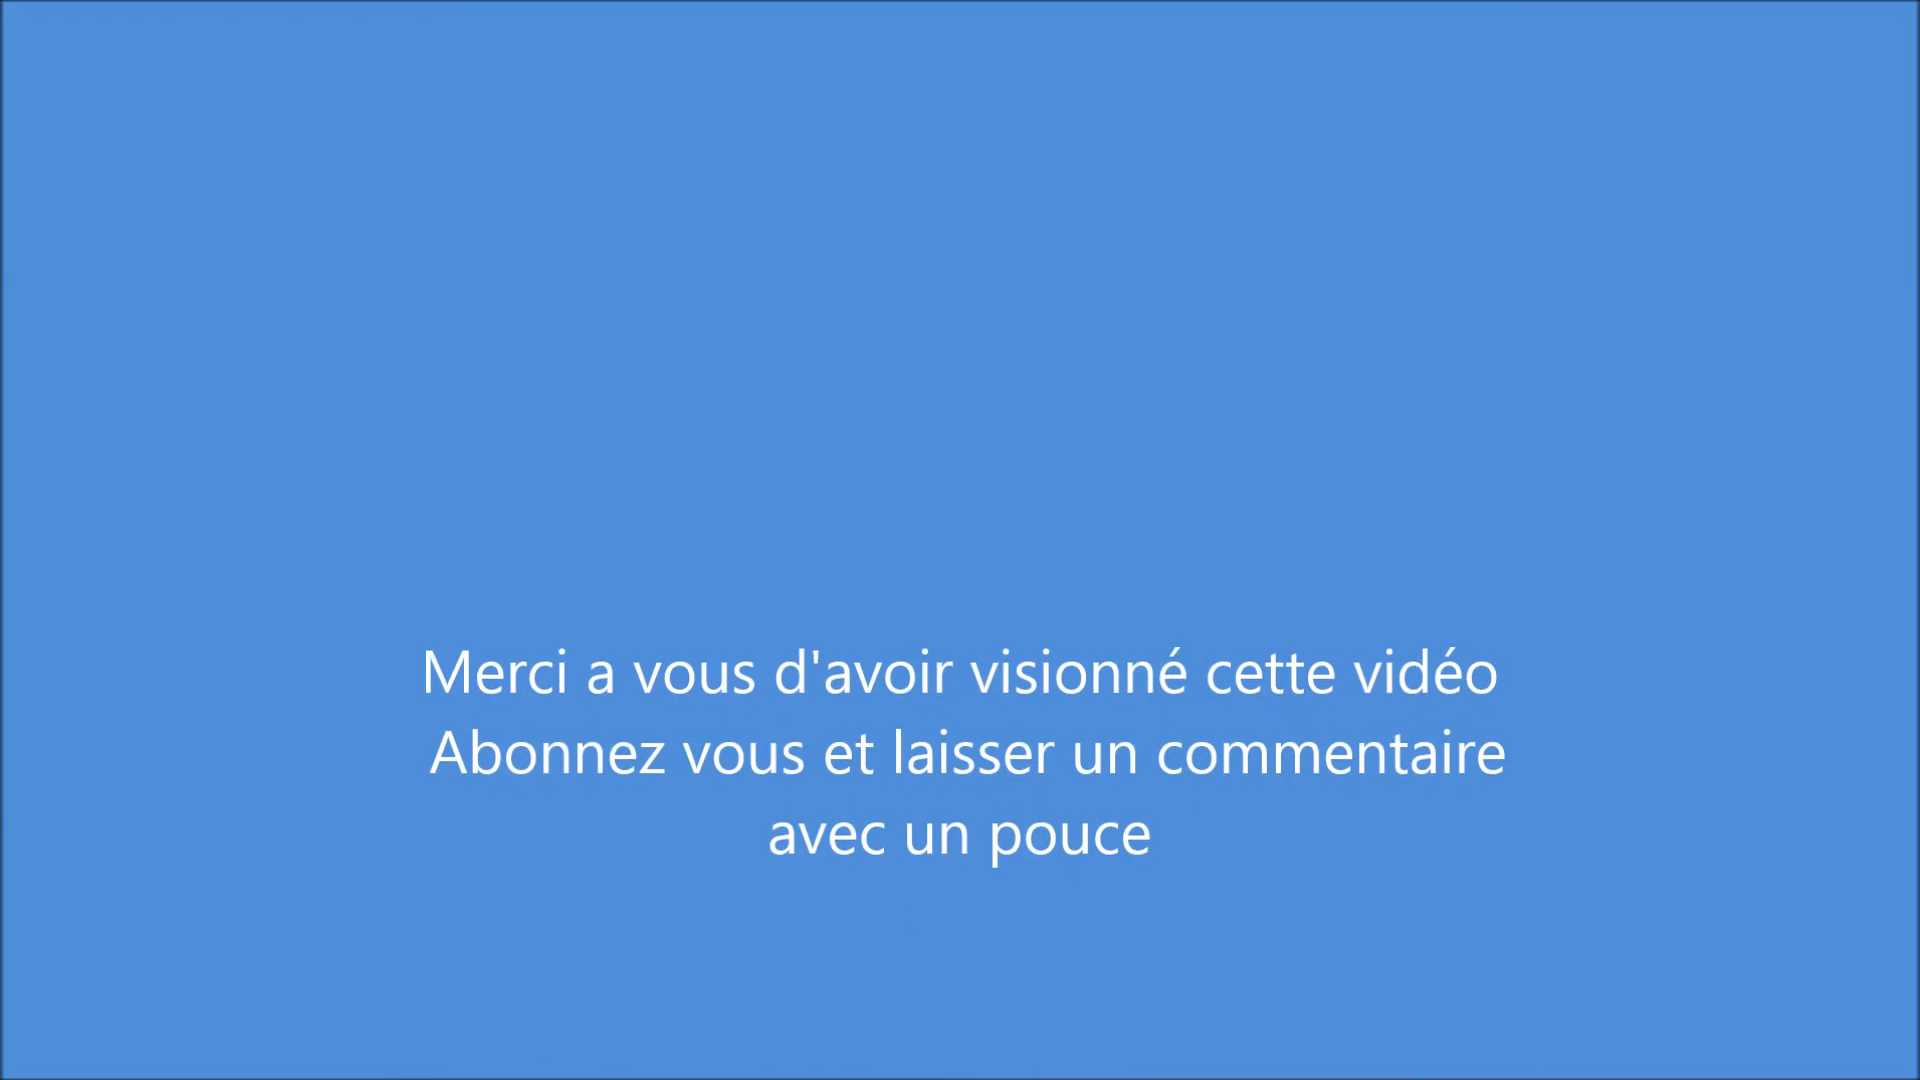 Merci a vous d'avoir visionné cette vidéo
Abonnez vous et laisser un commentaire
avec un pouce